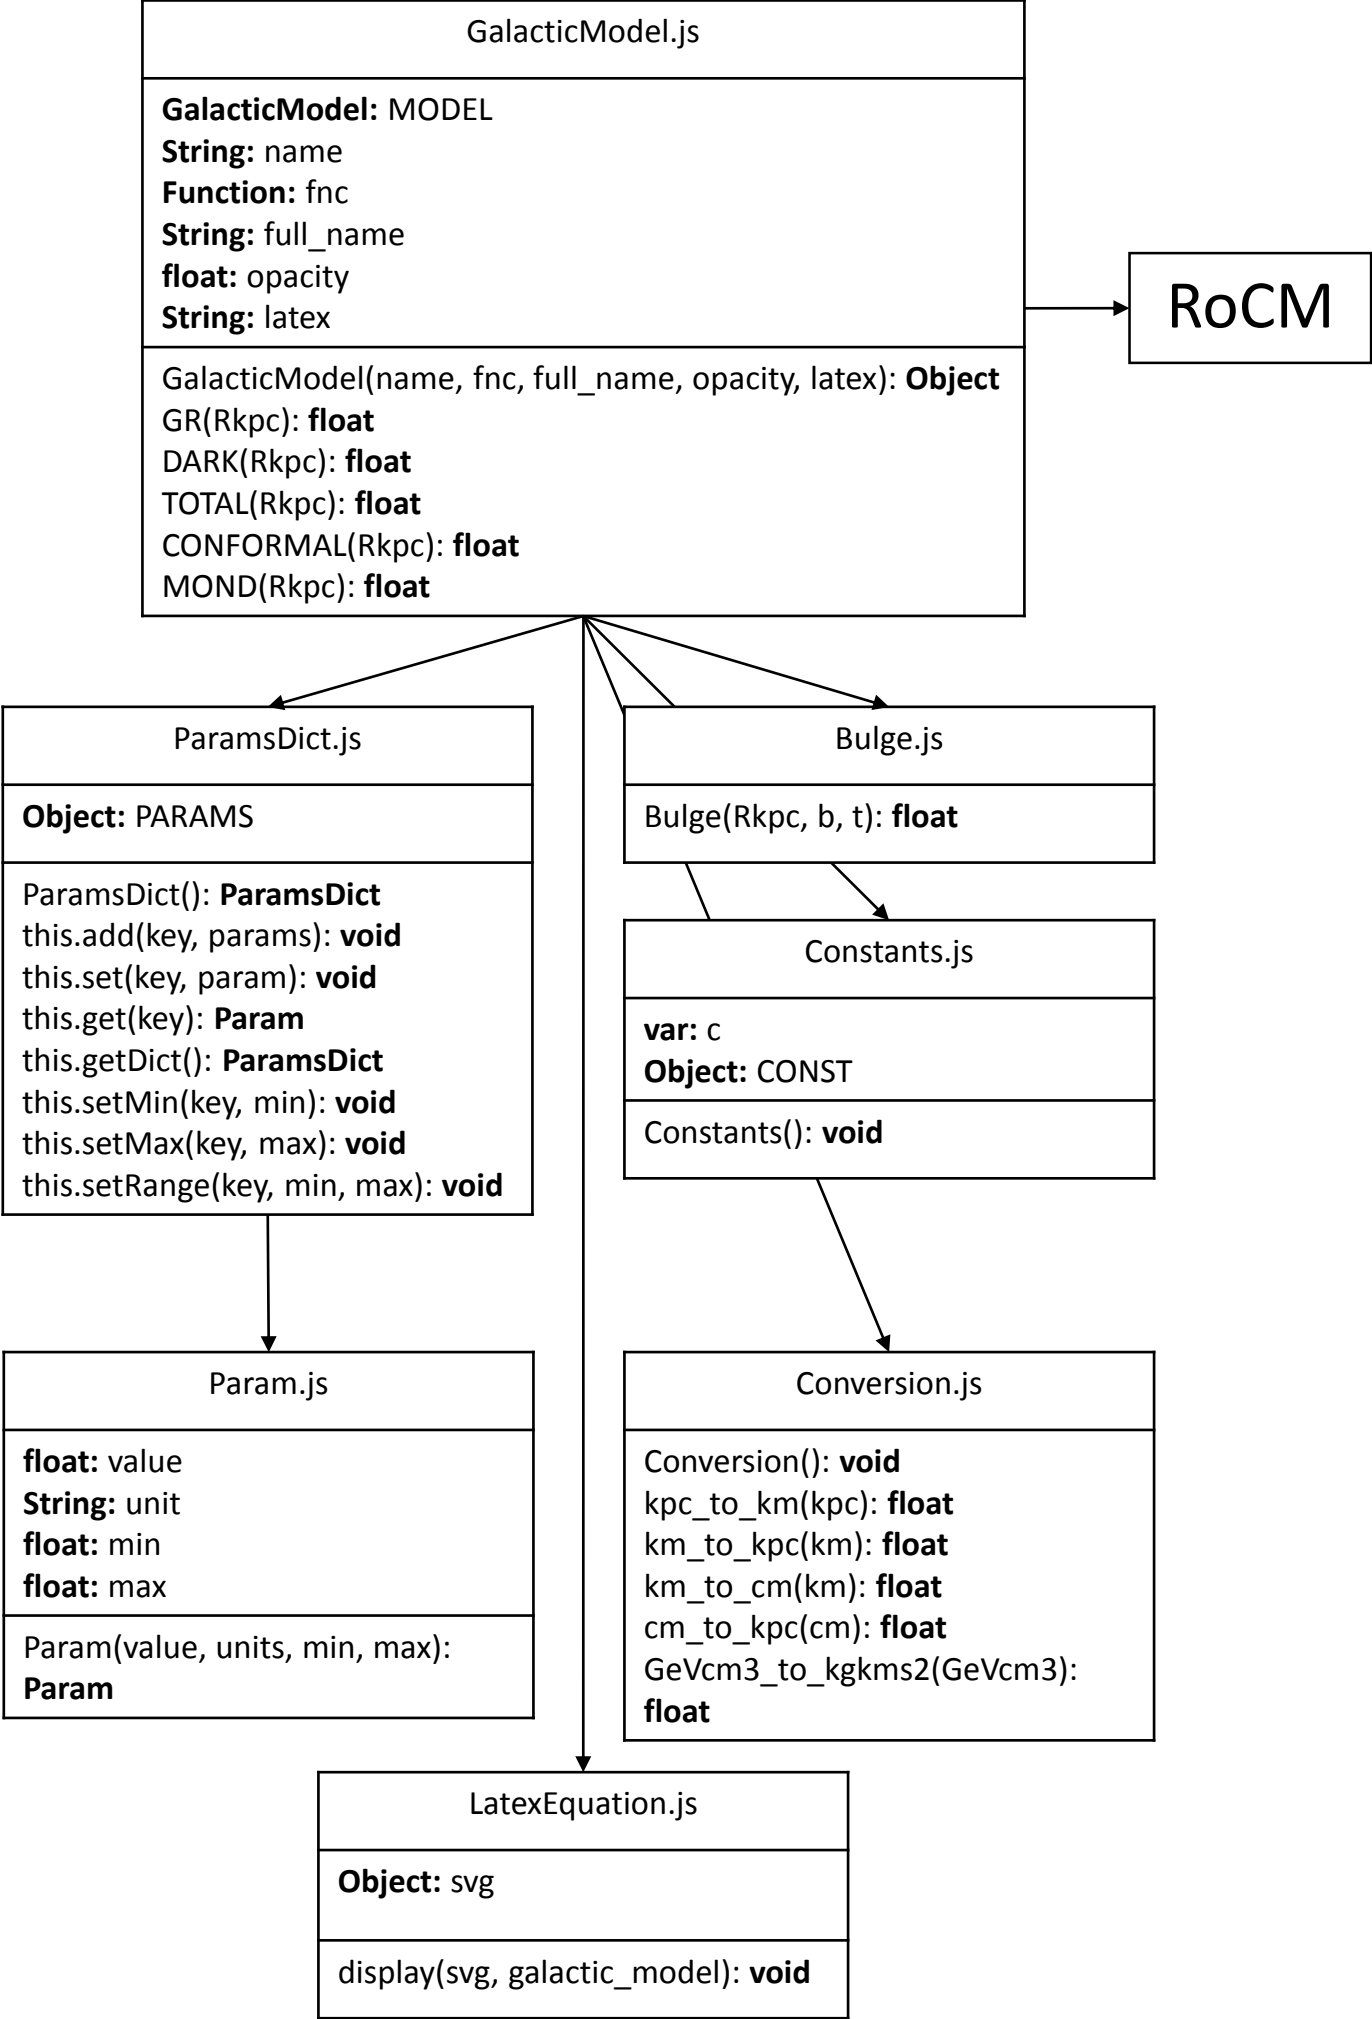 GalacticModel.js
GalacticModel: MODEL
String: name
Function: fnc
String: full_name
float: opacity
String: latex
GalacticModel(name, fnc, full_name, opacity, latex): Object
GR(Rkpc): float
DARK(Rkpc): float
TOTAL(Rkpc): float
CONFORMAL(Rkpc): float
MOND(Rkpc): float
RoCM
ParamsDict.js
Object: PARAMS
ParamsDict(): ParamsDict
this.add(key, params): void
this.set(key, param): void
this.get(key): Param
this.getDict(): ParamsDict
this.setMin(key, min): void
this.setMax(key, max): void
this.setRange(key, min, max): void
Bulge.js
Bulge(Rkpc, b, t): float
Constants.js
var: c
Object: CONST
Constants(): void
Param.js
float: value
String: unit
float: min
float: max
Param(value, units, min, max):
Param
Conversion.js
Conversion(): void
kpc_to_km(kpc): float
km_to_kpc(km): float
km_to_cm(km): float
cm_to_kpc(cm): float
GeVcm3_to_kgkms2(GeVcm3):
float
LatexEquation.js
Object: svg
display(svg, galactic_model): void